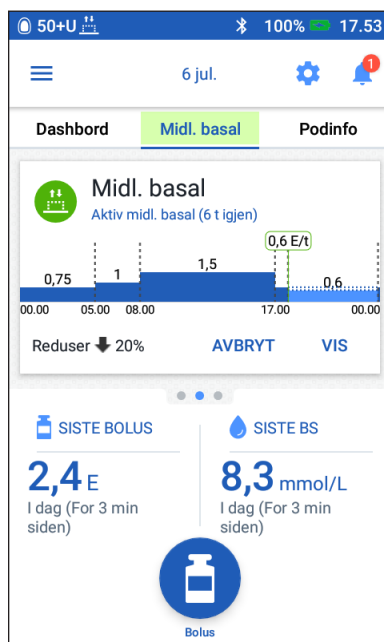 50+U 100% 17.53
6 jul. 1
Dashbord Midl. basal Podinfo
Midl. basal
Aktiv midl. basal (6 t igjen)
0,6 E/t
0,75 1 1,5 0,6
00.00 05.00 08.00 17.00 00.00
Reduser 20% AVBRYT VIS
SISTE BOLUS
2,4 E
I dag (For 3 min
siden)
SISTE BS
8,3 mmol/L
I dag (For 3 min
siden)
Bolus